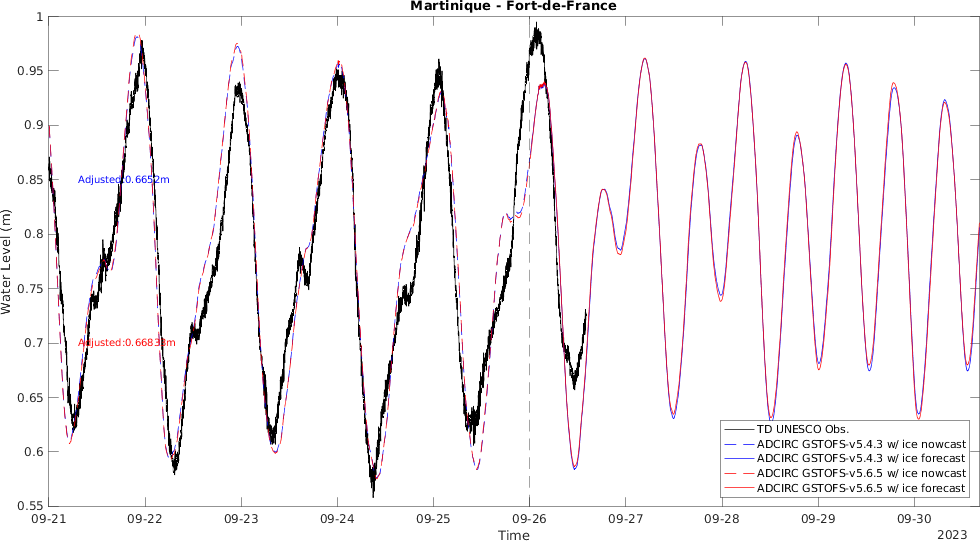 Martinique - Fort-de-France
1
0.95
0.9
0.85
0.8
0.75
0.7
0.65
0.6
0.55
Water Level (m)
Adjusted:0.6652m
Adjusted:0.66833m
TD UNESCO Obs.
ADCIRC GSTOFS-v5.4.3 w/ ice nowcast
ADCIRC GSTOFS-v5.4.3 w/ ice forecast
ADCIRC GSTOFS-v5.6.5 w/ ice nowcast
ADCIRC GSTOFS-v5.6.5 w/ ice forecast
09-21 09-22 09-23 09-24 09-25 09-26 09-27 09-28 09-29 09-30
Time
2023